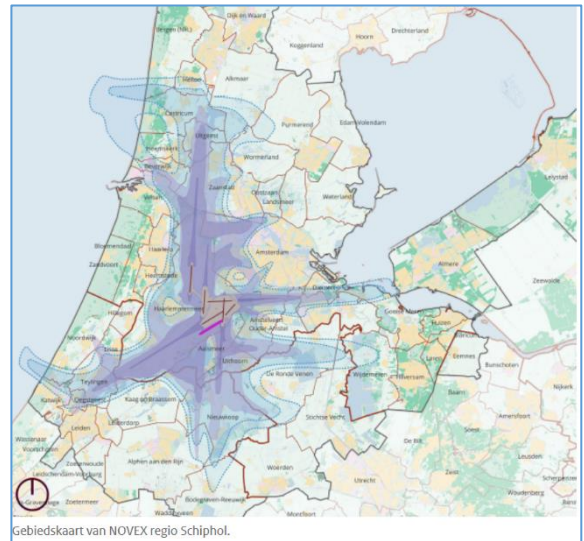 Dijk en Waard
Bergen (NH.)
Hoorn
Drechterland
Koggenland
Heiloo
Alkmaar
Castricum
Purmerend
Edam-Volendam
Uitgeest
Heemskerk
Beverwijk
Wormerland
Lelystad
Velsen
Zaanstad
Oostzaan
Landsmeer
Waterland
Bloemendaal
Haarlem
Zandvoort
Amsterdam
Almere
Heemstede
Zeewolde
Diemen
Haarlemmermeer
Hillegom
Amstelveen
Ouder-Amstel
Gooise Meren
Huizen
Noordwijk
Lisse
Aalsmeer
Laren
Eemnes
Bunschoten
Uithoorn
De Ronde Venen
Wijdemeren
Hilversum
Teylingen
Baarn
Nijkerk
Katwijk
Oegstgeest
Kaag en Braassem
Nieuwkoop
Stichtse Vecht
Soest
Amersfoort
Leiden
Leiderdorp
De Bilt
Wassenaar
Voorschoten
Zoeterwoude
Alphen aan den Rijn
Leusden
Leidschendam-Voorburg
Woerden
Zeist
Utrecht
Scherpenzeel
Woudenberg
Zoetermeer
Bodegraven-Reeuwijk
Waddinxveen
Montfoort
Gebiedskaart van NOVEX regio Schiphol.